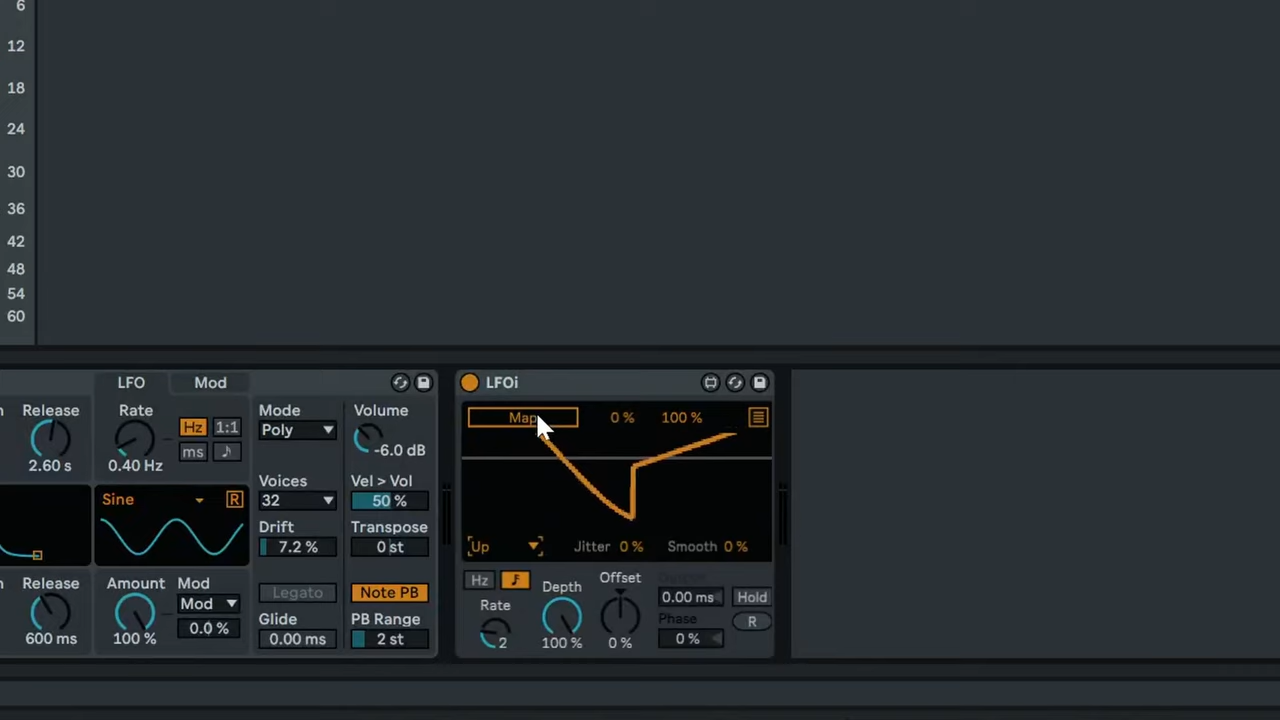 6
12
18
24
30
36
42
48
54
60
LFO Mod
Release
2.60 s
Rate
0.40 Hz
Hz 1:1
ms
Sine R
Release
600 ms
Amount
100 %
Mod
Mod
0.0 %
Mode
Poly
Voices
32
Drift
7.2 %
Legato
Glide
0.00 ms
Volume
-6.0 dB
Vel > Vol
50 %
Transpose
0 st
Note PB
PB Range
2 st
LFOi
Map 0 % 100 %
Up Jitter 0 % Smooth 0 %
Hz
Rate
2
Depth
100 %
Offset
0 %
0.00 ms Hold
Phase
0 % R